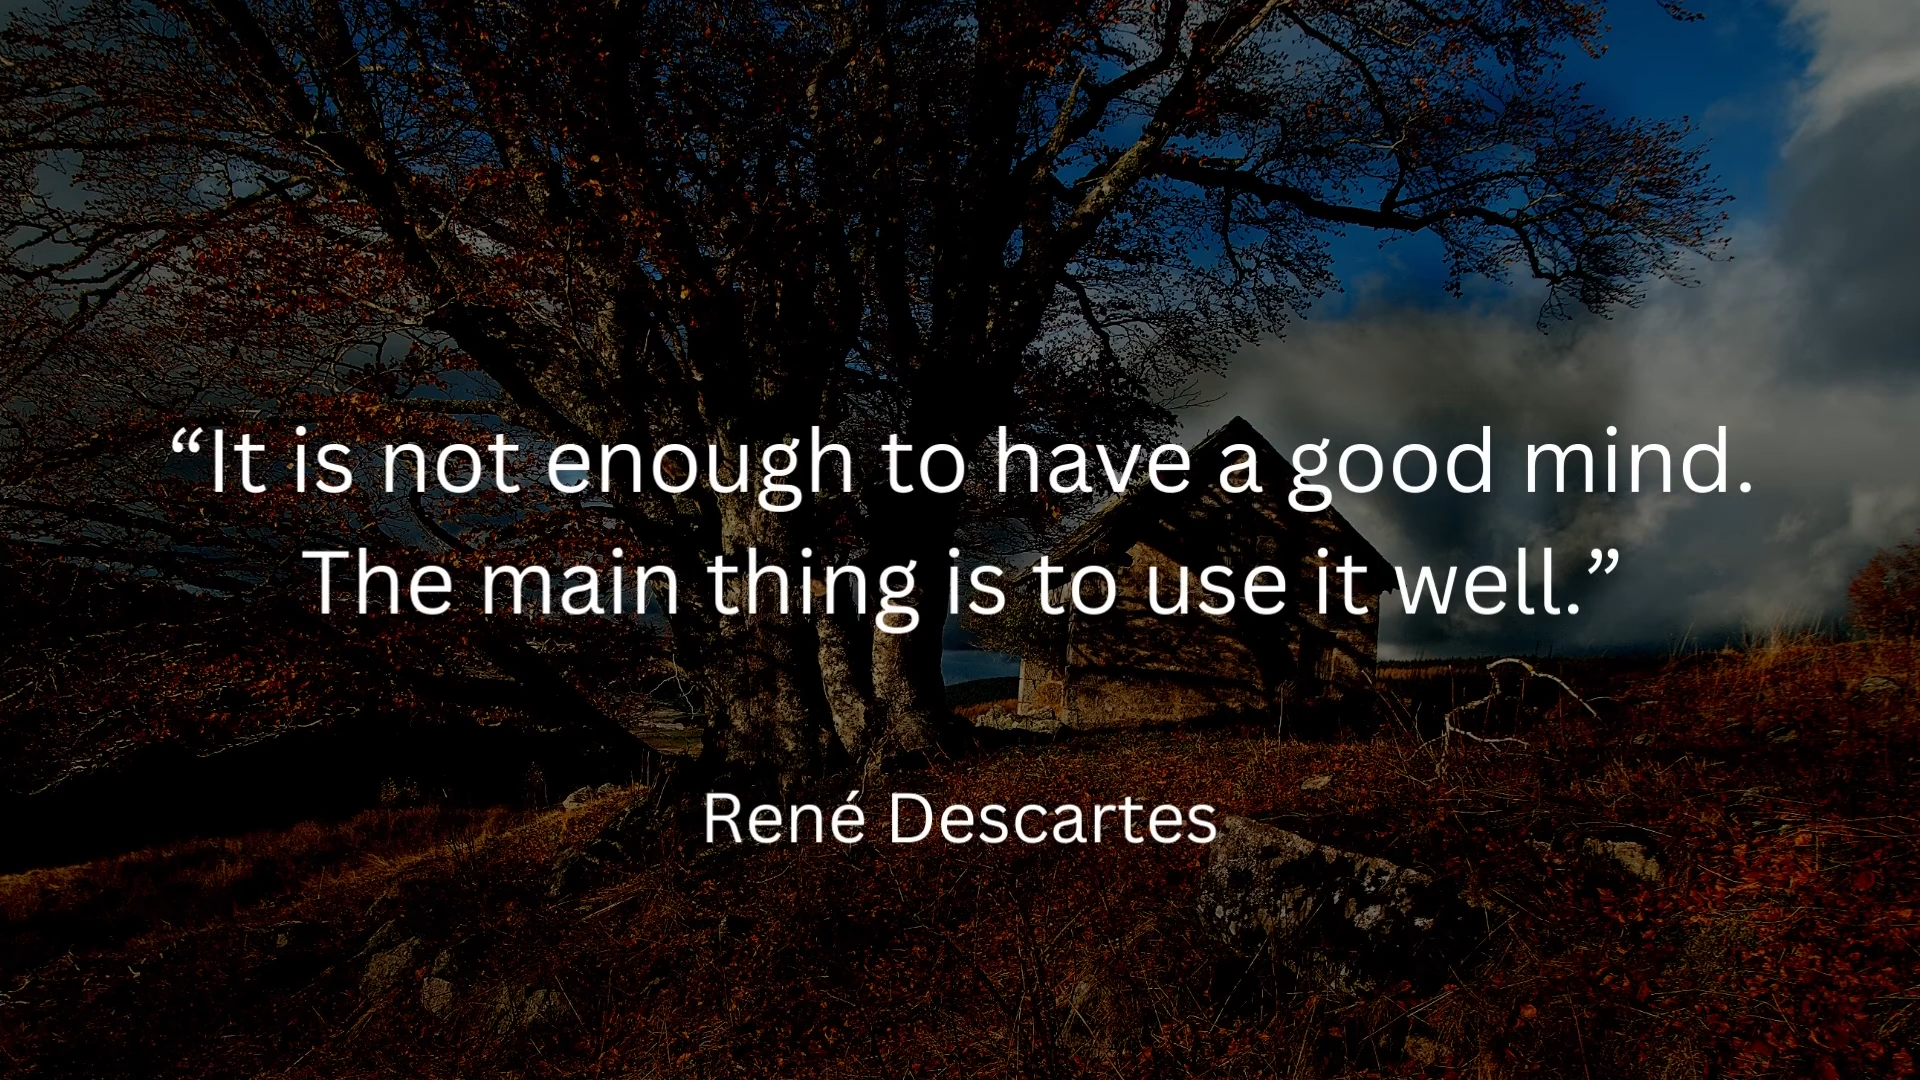 “It is not enough to have a good mind.
The main thing is to use it well.”
René Descartes